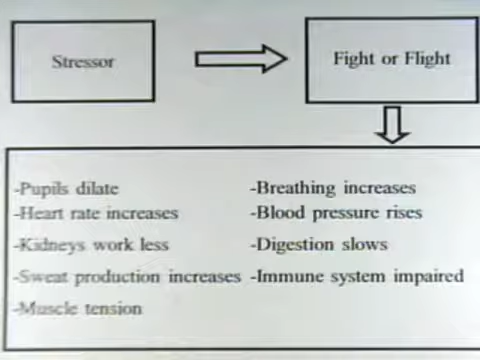 Stressor
Fight or Flight
-Pupils dilate
-Heart rate increases
-Kidneys work less
-Sweat production increases
-Muscle tension
-Breathing increases
-Blood pressure rises
-Digestion slows
-Immune system impaired